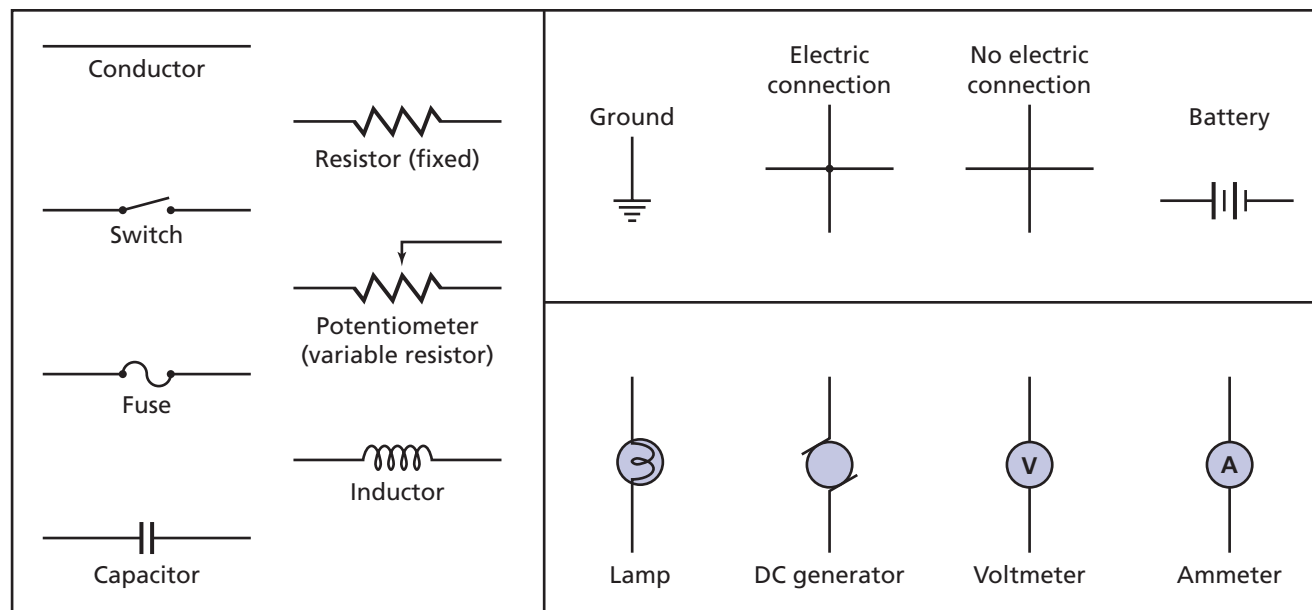 Conductor
Resistor (fixed)
Switch
Potentiometer
(variable resistor)
Fuse
Inductor
Capacitor
Ground
Electric
connection
No electric
connection
Battery
V
A
Lamp
DC generator
Voltmeter
Ammeter